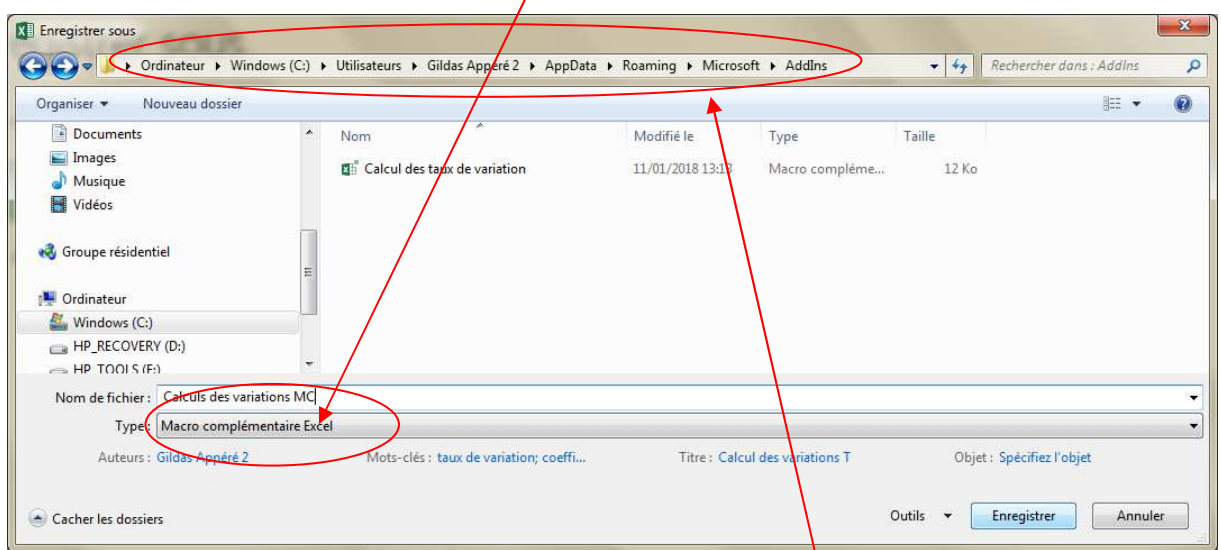 Enregistrer sous
Ordinateur ▸ Windows (C:) ▸ Utilisateurs ▸ Gildas Appéré 2 ▸ AppData ▸ Roaming ▸ Microsoft ▸ AddIns
Rechercher dans : AddIns
Organiser
Nouveau dossier
Documents
Images
Musique
Vidéos
Groupe résidentiel
Ordinateur
Windows (C:)
HP_RECOVERY (D:)
HP_TOOLS (E:)
Nom Modifié le Type Taille
Calcul des taux de variation 11/01/2018 13:13 Macro compléme... 12 Ko
Nom de fichier : Calculs des variations MC
Type : Macro complémentaire Excel
Auteurs : Gildas Appéré 2 Mots-clés : taux de variation; coeffi... Titre : Calcul des variations T Objet : Spécifiez l'objet
Cacher les dossiers Outils Enregistrer Annuler